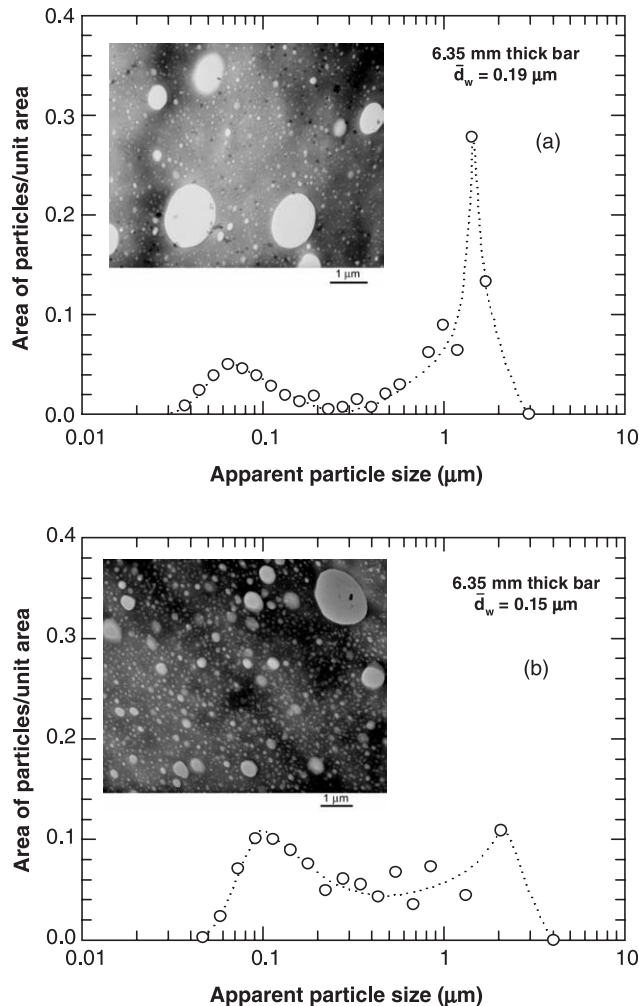 0.4
0.3
0.2
0.1
0.0
Area of particles/unit area
6.35 mm thick bar
d̄w = 0.19 μm
(a)
1 μm
0.01 0.1 1 10
Apparent particle size (μm)
0.4
0.3
0.2
0.1
0.0
Area of particles/unit area
6.35 mm thick bar
d̄w = 0.15 μm
(b)
1 μm
0.01 0.1 1 10
Apparent particle size (μm)